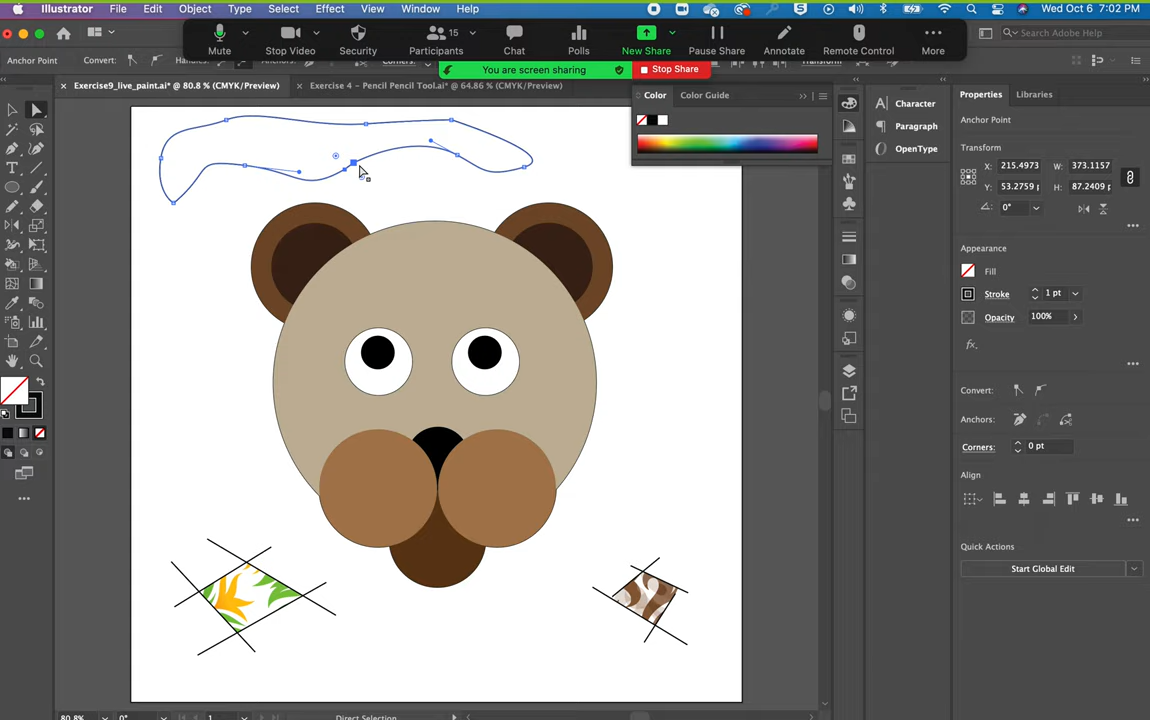 Illustrator File Edit Object Type Select Effect View Window Help
Wed Oct 6 7:02 PM
Mute
Stop Video
Security
15
Participants
Chat
Polls
New Share
Pause Share
Annotate
Remote Control
More
You are screen sharing
Stop Share
Search Adobe Help
Anchor Point
Convert:
Exercise9_live_paint.ai* @ 80.8 % (CMYK/Preview)
Exercise 4 – Pencil Pencil Tool.ai* @ 64.86 % (CMYK/Preview)
Color
Color Guide
Character
Paragraph
OpenType
Properties
Libraries
Anchor Point
Transform
X: 215.4973
W: 373.1157
Y: 53.2759 p
H: 87.2409 p
0°
Appearance
Fill
Stroke
1 pt
Opacity
100%
fx.
Convert:
Anchors:
Corners:
0 pt
Align
Quick Actions
Start Global Edit
80.8%
0°
1
Direct Selection